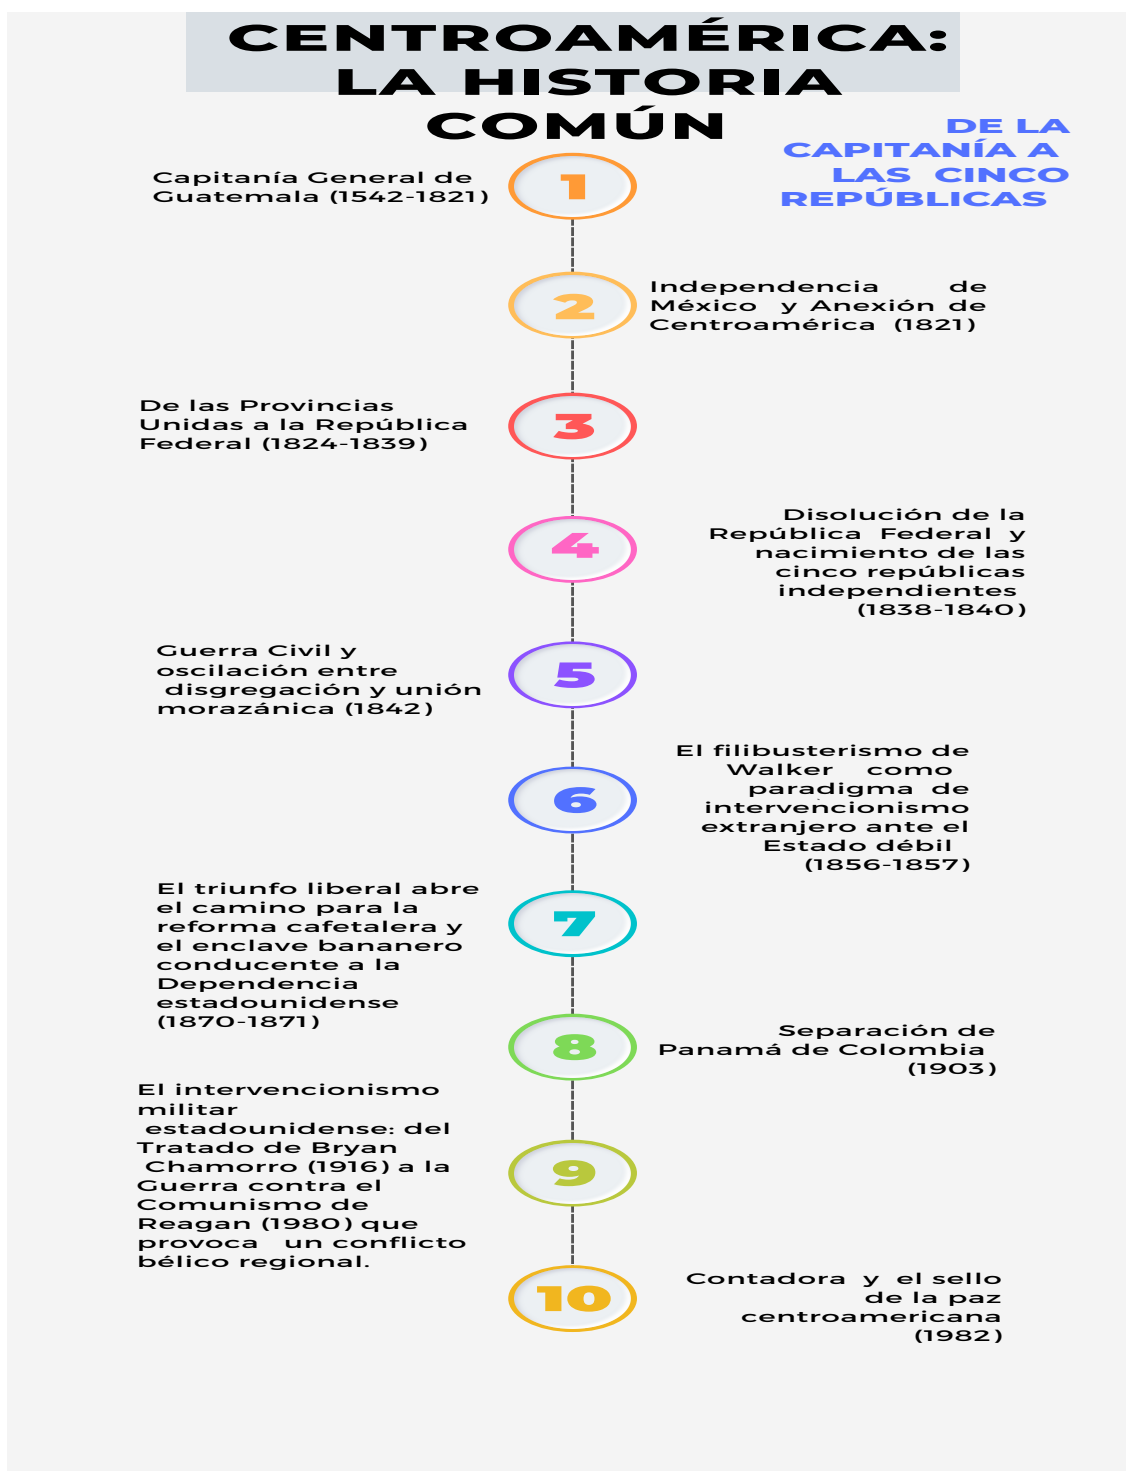 CENTROAMÉRICA:
LA HISTORIA
COMÚN
DE LA
CAPITANÍA A
LAS CINCO
REPÚBLICAS
Capitanía General de
Guatemala (1542-1821)
1
2
Independencia de
México y Anexión de
Centroamérica (1821)
De las Provincias
Unidas a la República
Federal (1824-1839)
3
4
Disolución de la
República Federal y
nacimiento de las
cinco repúblicas
independientes
(1838-1840)
Guerra Civil y
oscilación entre
disgregación y unión
morazánica (1842)
5
6
El filibusterismo de
Walker como
paradigma de
intervencionismo
extranjero ante el
Estado débil
(1856-1857)
El triunfo liberal abre
el camino para la
reforma cafetalera y
el enclave bananero
conducente a la
Dependencia
estadounidense
(1870-1871)
7
8
Separación de
Panamá de Colombia
(1903)
El intervencionismo
militar
estadounidense: del
Tratado de Bryan
Chamorro (1916) a la
Guerra contra el
Comunismo de
Reagan (1980) que
provoca un conflicto
bélico regional.
9
10
Contadora y el sello
de la paz
centroamericana
(1982)